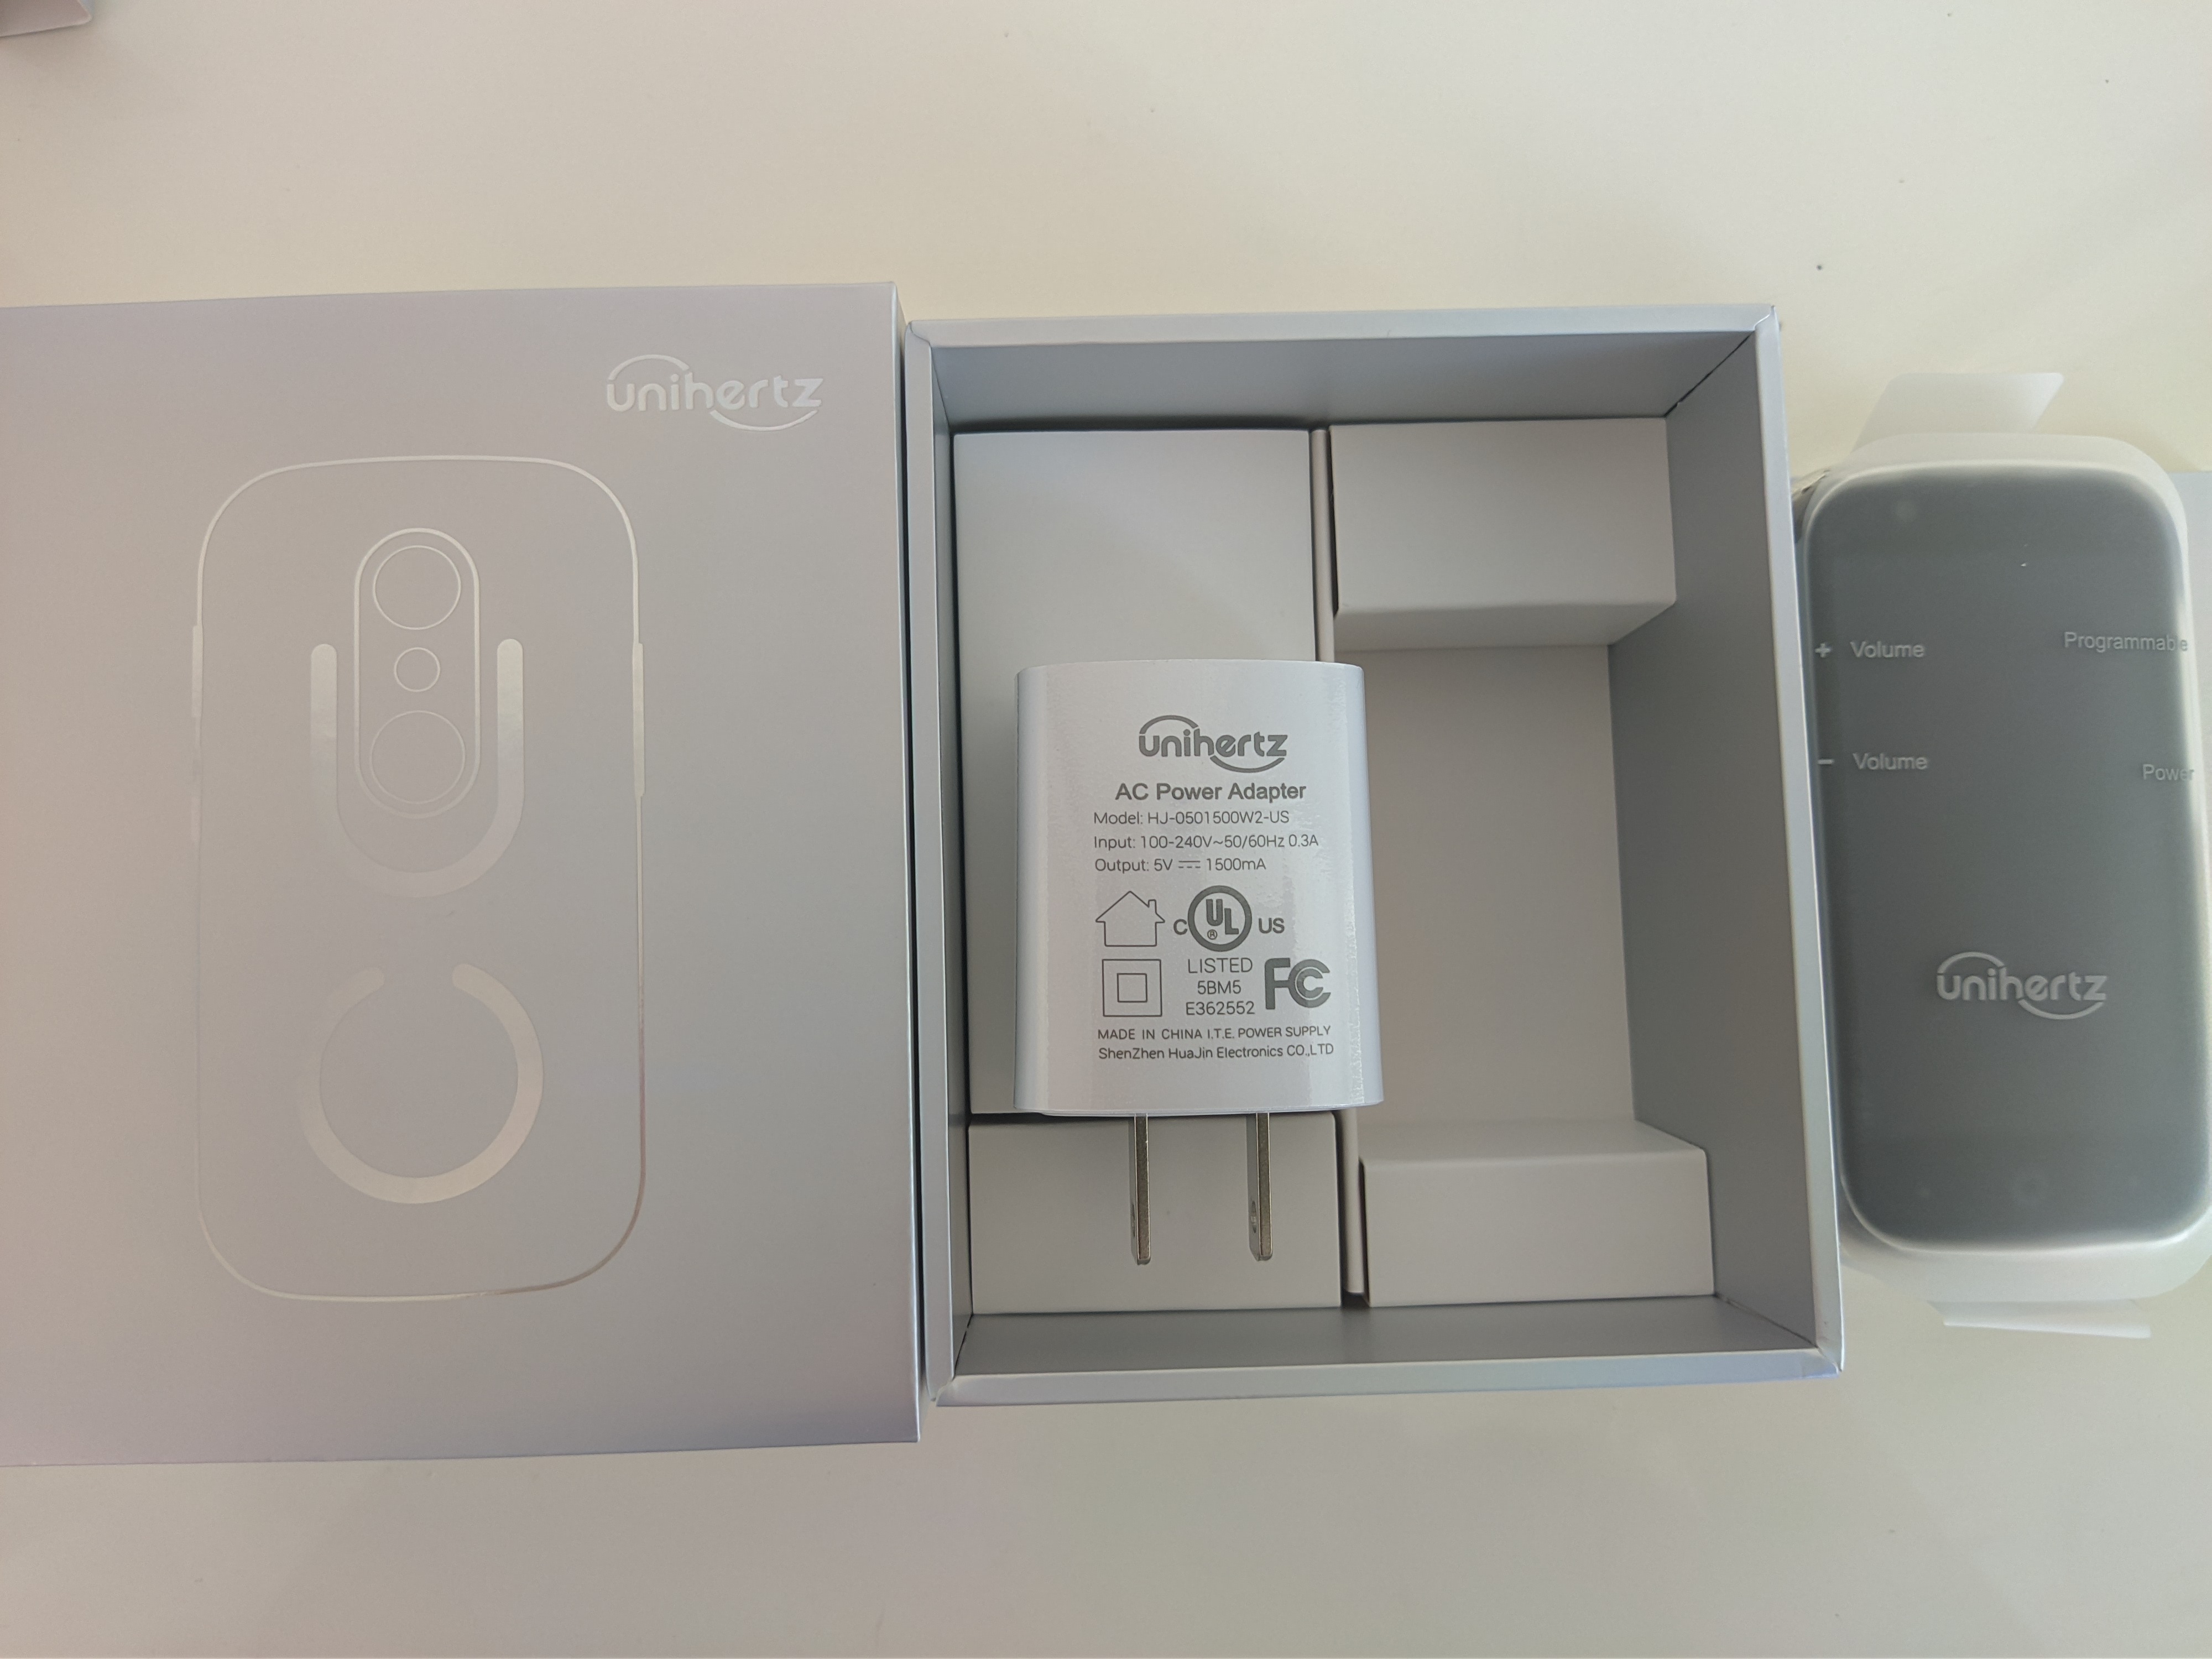 unihertz
unihertz
AC Power Adapter
Model: HJ-0501500W2-US
Input: 100-240V~50/60Hz 0.3A
Output: 5V ⎓ 1500mA
C UL ® US
LISTED
5BM5
E362552
FC
MADE IN CHINA I.T.E. POWER SUPPLY
ShenZhen HuaJin Electronics CO.,LTD
+ Volume
Programmable
- Volume
Power
unihertz